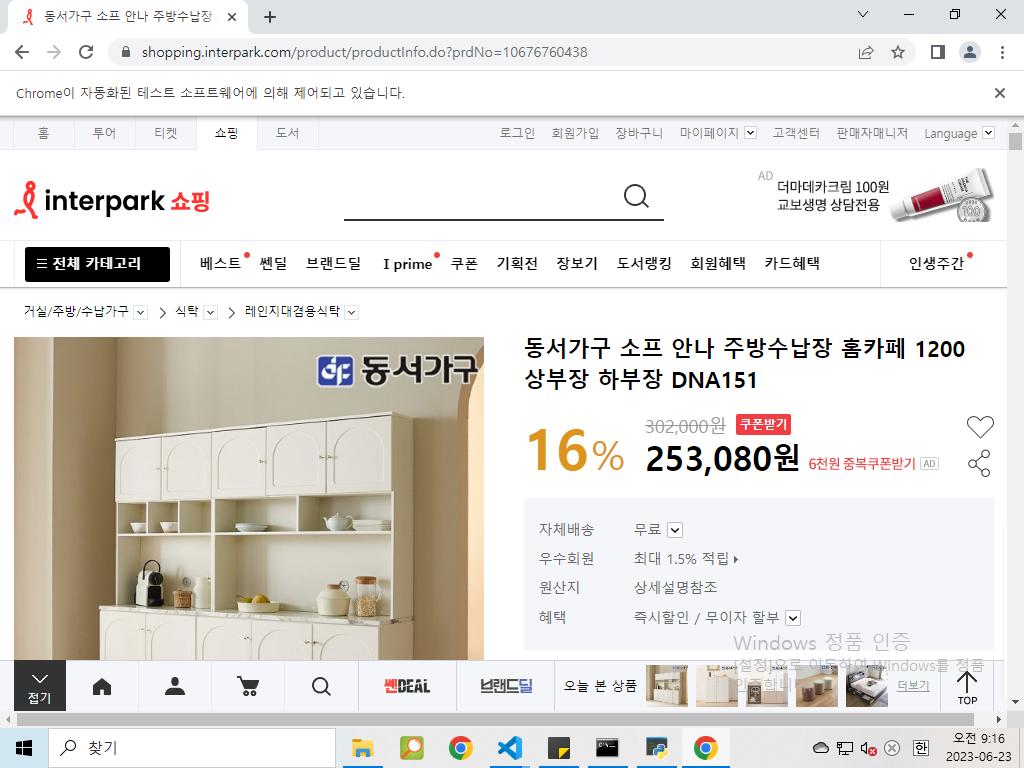 동서가구 소프 안나 주방수납장
shopping.interpark.com/product/productInfo.do?prdNo=10676760438
Chrome이 자동화된 테스트 소프트웨어에 의해 제어되고 있습니다.
홈 투어 티켓 쇼핑 도서 로그인 회원가입 장바구니 마이페이지 고객센터 판매자매니저 Language
interpark 쇼핑
AD 더마데카크림 100원
교보생명 상담전용
전체 카테고리 베스트 쎈딜 브랜드딜 I prime 쿠폰 기획전 장보기 도서랭킹 회원혜택 카드혜택 인생주간
거실/주방/수납가구 > 식탁 > 레인지대겸용식탁
동서가구
동서가구 소프 안나 주방수납장 홈카페 1200
상부장 하부장 DNA151
302,000원 쿠폰받기
16% 253,080원 6천원 중복쿠폰받기 AD
자체배송 무료
우수회원 최대 1.5% 적립
원산지 상세설명참조
혜택 즉시할인 / 무이자 할부
Windows 정품 인증
[설정]으로 이동하여 Windows를 정품
인증합니
접기 쎈DEAL 브랜드딜 오늘 본 상품 더보기 TOP
찾기
한
오전 9:16
2023-06-23